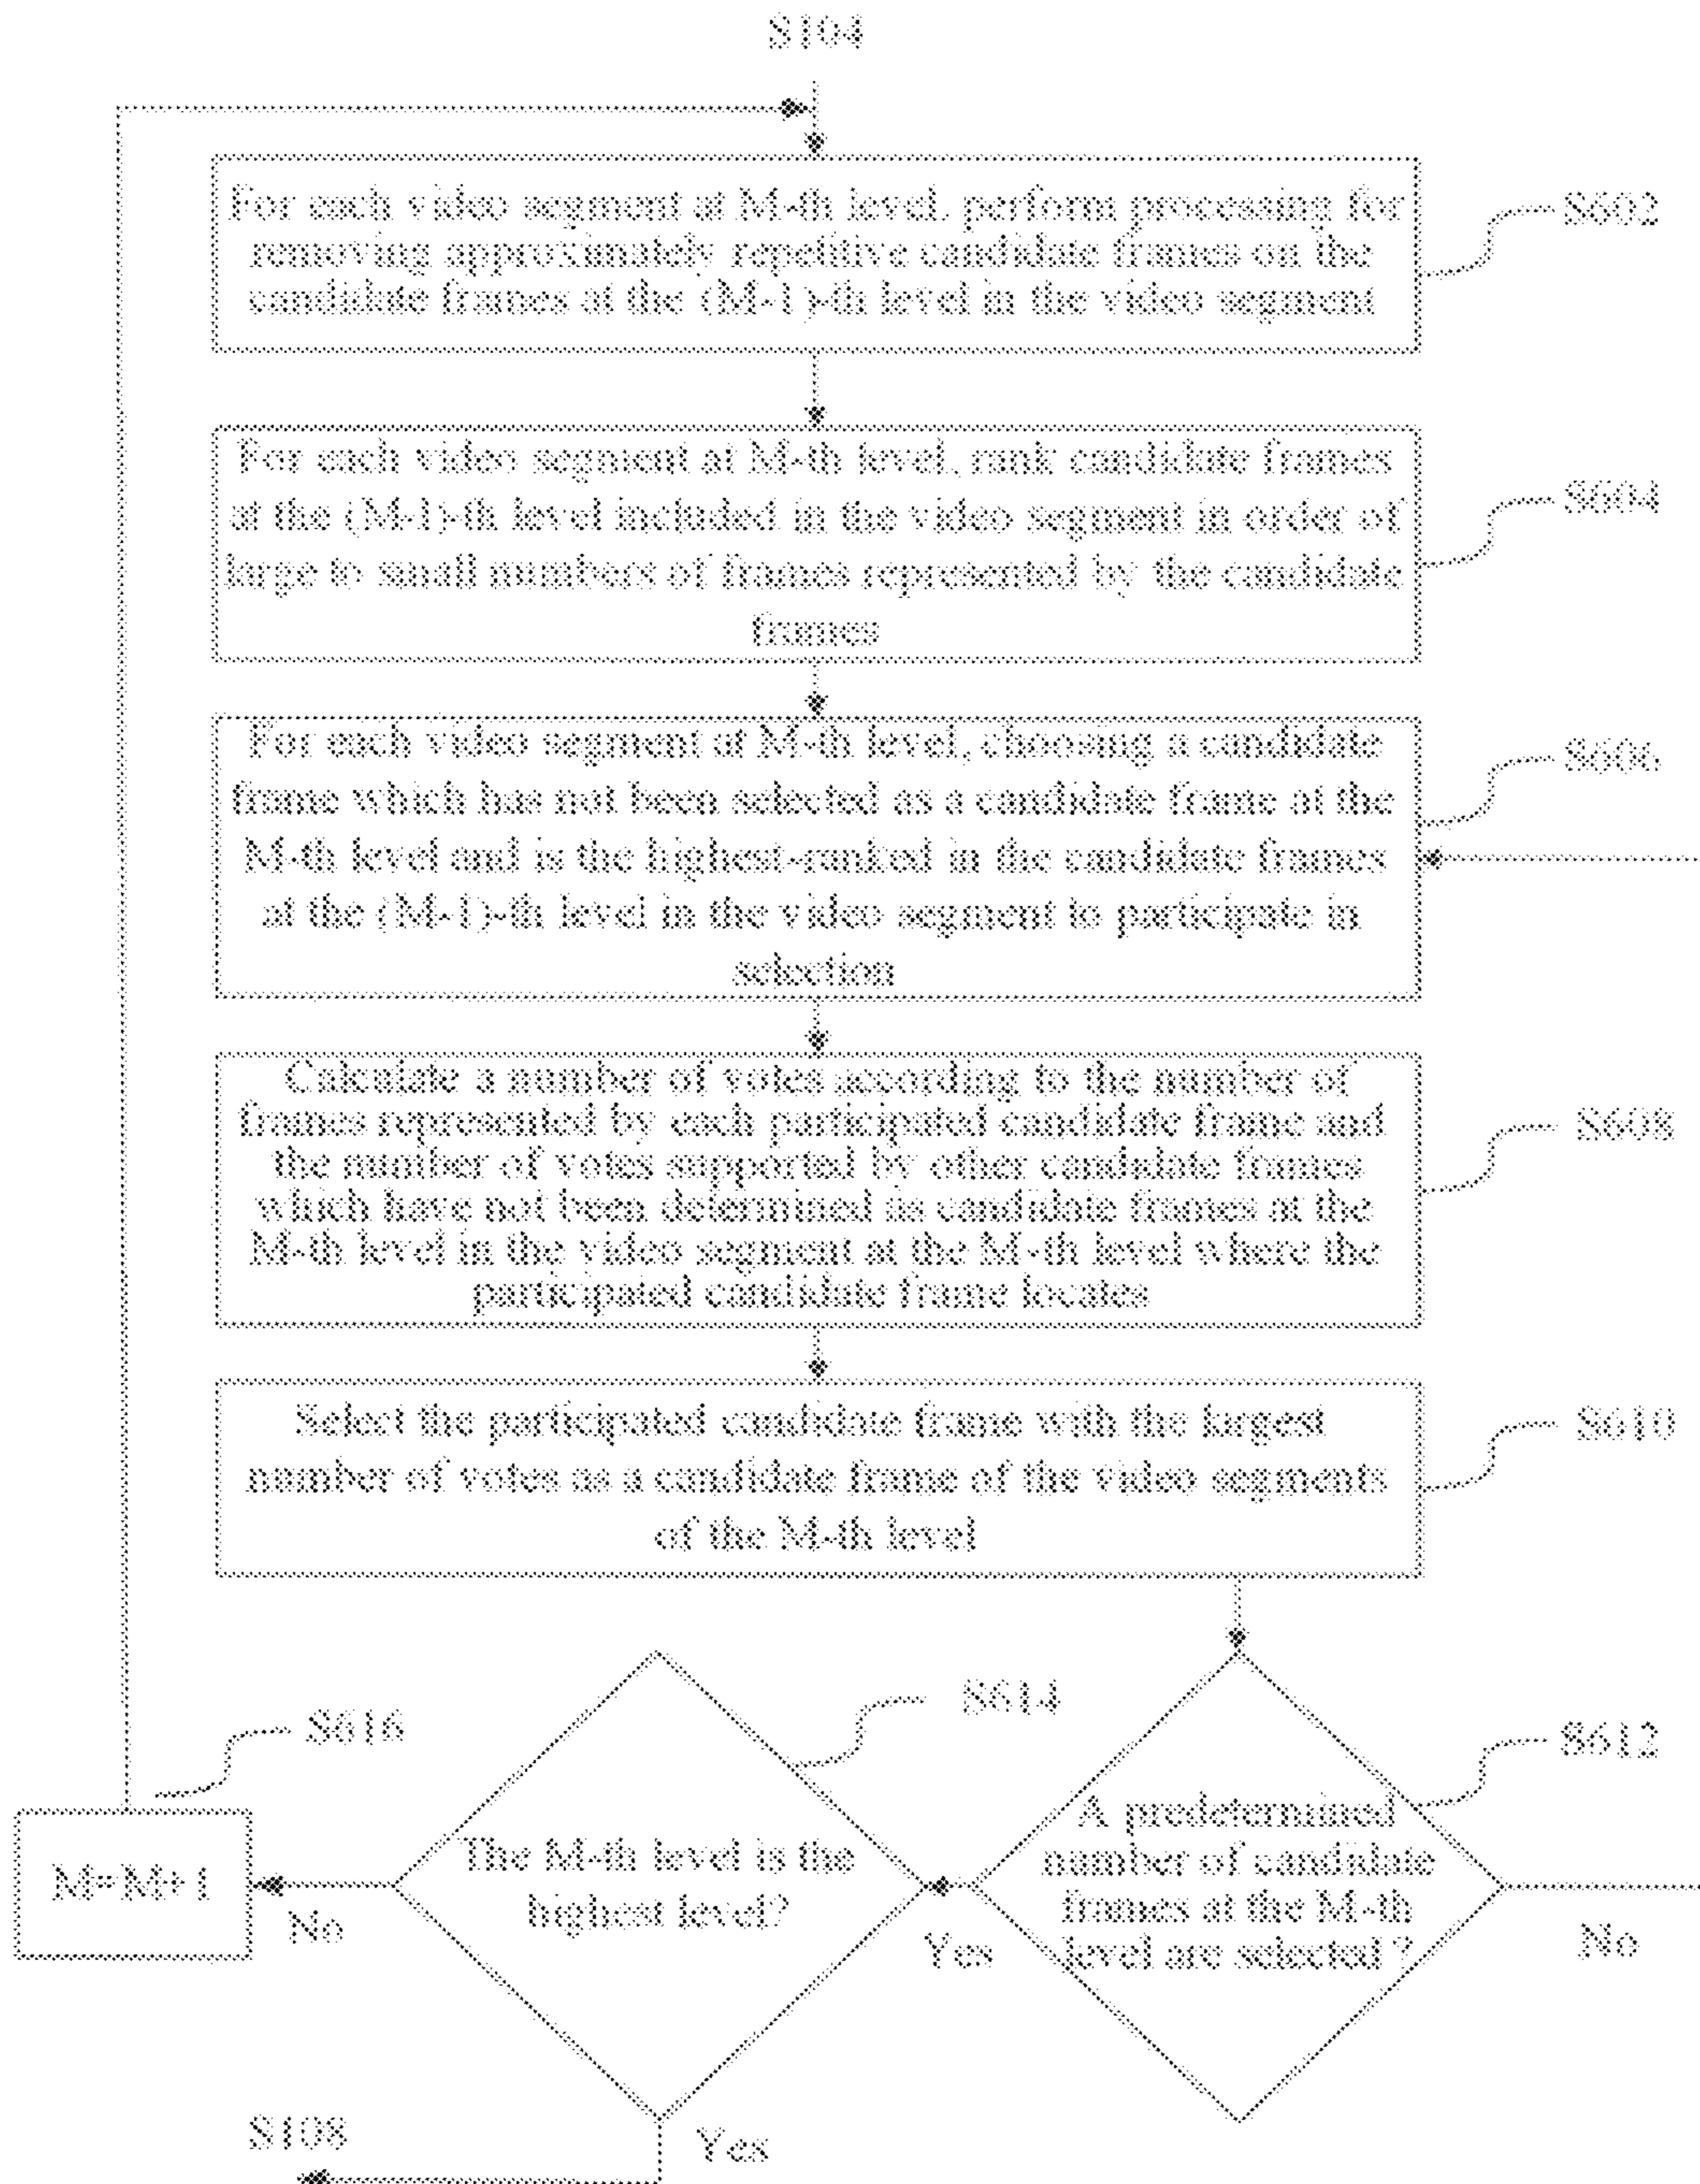 S104
For each video segment at M-th level, perform processing for
removing approximately repetitive candidate frames on the
candidate frames at the (M-1)-th level in the video segment
S602
For each video segment at M-th level, rank candidate frames
at the (M-1)-th level included in the video segment in order of
large to small numbers of frames represented by the candidate
frames
S604
For each video segment at M-th level, choosing a candidate
frame which has not been selected as a candidate frame at the
M-th level and is the highest-ranked in the candidate frames
at the (M-1)-th level in the video segment to participate in
selection
S606
Calculate a number of votes according to the number of
frames represented by each participated candidate frame and
the number of votes supported by other candidate frames
which have not been determined as candidate frames at the
M-th level in the video segment at the M-th level where the
participated candidate frame locates
S608
Select the participated candidate frame with the largest
number of votes as a candidate frame of the video segments
of the M-th level
S610
S616
S614
S612
M=M+1
No
The M-th level is the
highest level?
Yes
A predetermined
number of candidate
frames at the M-th
level are selected ?
No
S108
Yes